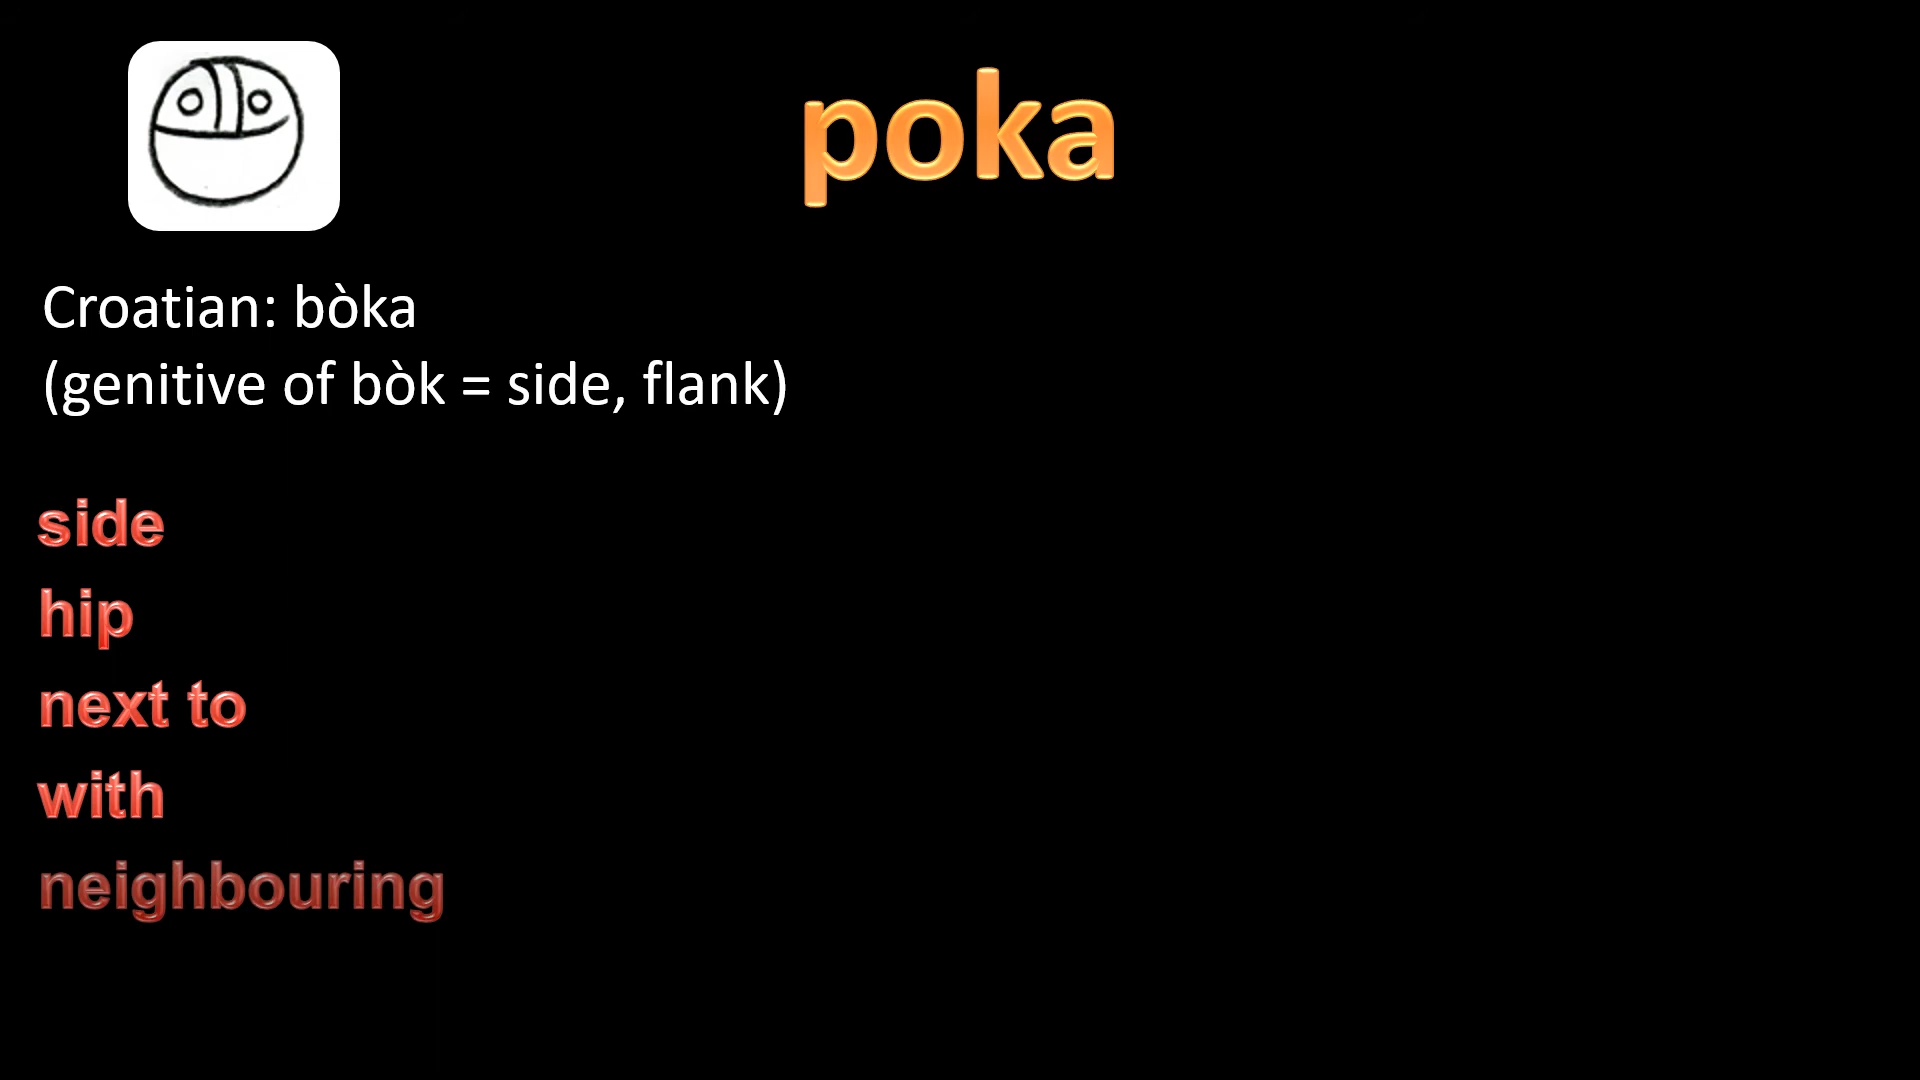 poka
Croatian: bòka
(genitive of bòk = side, flank)
side
hip
next to
with
neighbouring